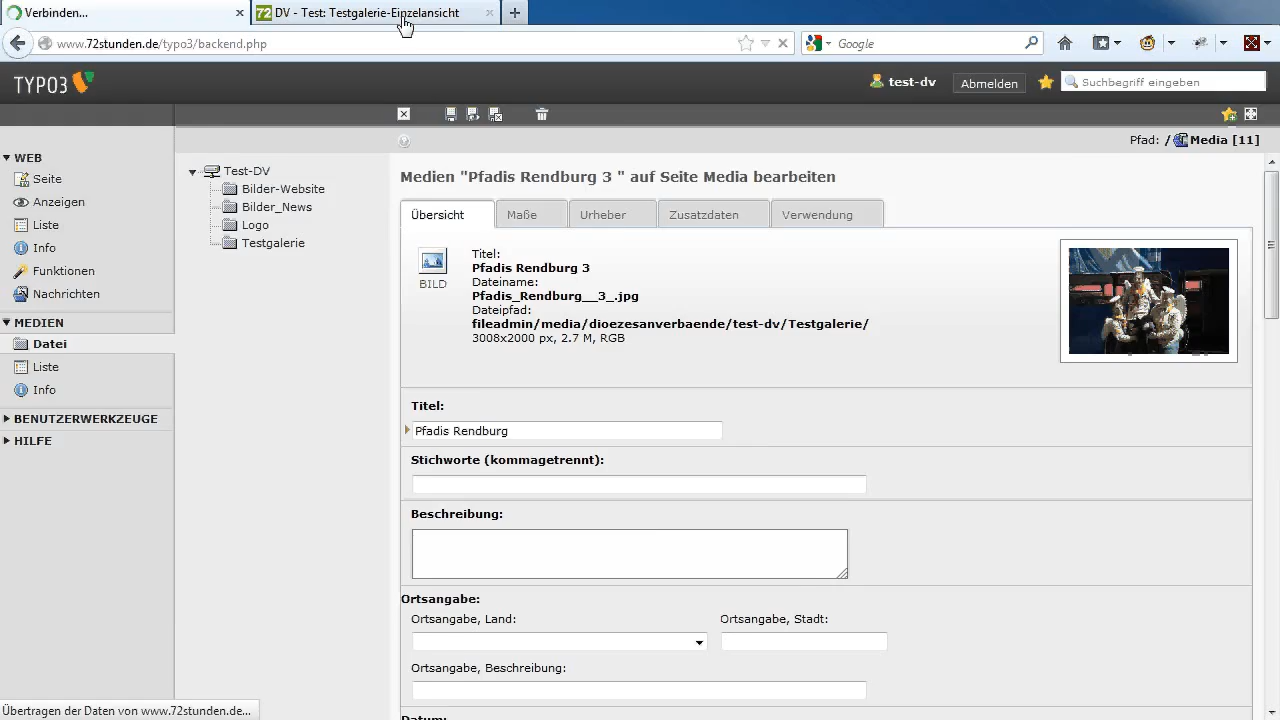 Verbinden...
72 DV - Test: Testgalerie-Einzelansicht
www.72stunden.de/typo3/backend.php
Google
TYPO3
test-dv
Abmelden
Suchbegriff eingeben
Pfad: / Media [11]
WEB
Seite
Anzeigen
Liste
Info
Funktionen
Nachrichten
MEDIEN
Datei
Liste
Info
BENUTZERWERKZEUGE
HILFE
Test-DV
Bilder-Website
Bilder_News
Logo
Testgalerie
Medien "Pfadis Rendburg 3 " auf Seite Media bearbeiten
Übersicht
Maße
Urheber
Zusatzdaten
Verwendung
BILD
Titel:
Pfadis Rendburg 3
Dateiname:
Pfadis_Rendburg__3_.jpg
Dateipfad:
fileadmin/media/dioezesanverbaende/test-dv/Testgalerie/
3008x2000 px, 2.7 M, RGB
Titel:
Pfadis Rendburg
Stichworte (kommagetrennt):
Beschreibung:
Ortsangabe:
Ortsangabe, Land:
Ortsangabe, Stadt:
Ortsangabe, Beschreibung:
Datum:
Übertragen der Daten von www.72stunden.de...